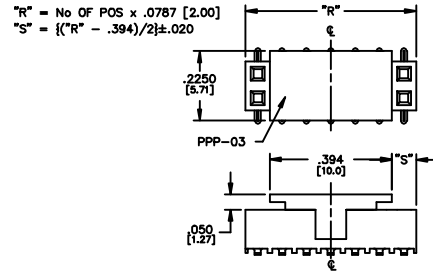 "R" = No OF POS x .0787 [2.00]
"S" = {("R" - .394)/2}±.020
"R"
℄
.2250
[5.71]
PPP-03
.394
[10.0]
"S"
.050
[1.27]
℄